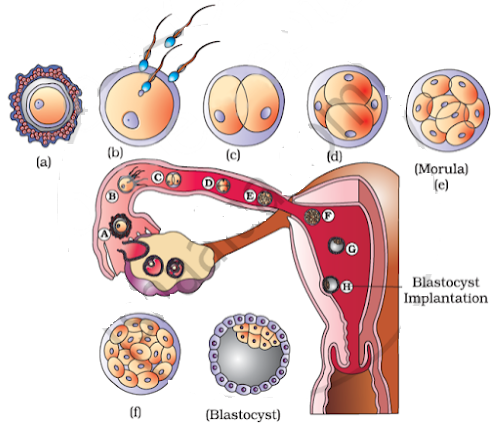 (a)
(b)
(c)
(d)
(Morula)
(e)
A
B
C
D
E
F
G
H
Blastocyst
Implantation
(f)
(Blastocyst)